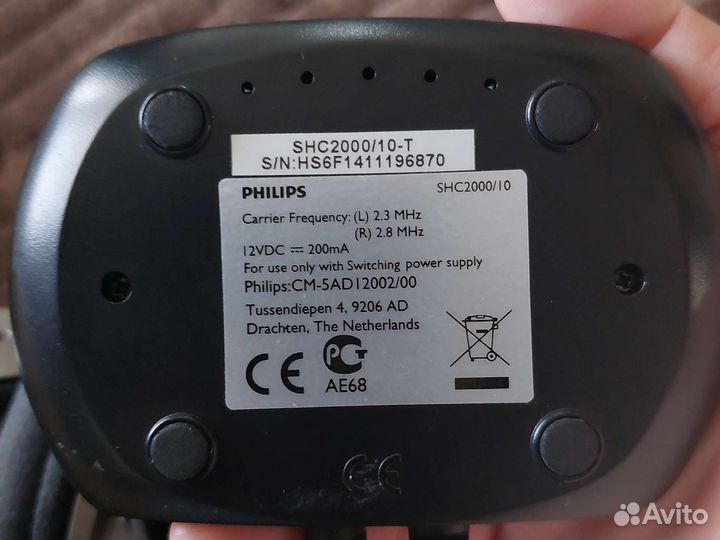 SHC2000/10-T
S/N:HS6F1411196870
PHILIPS SHC2000/10
Carrier Frequency: (L) 2.3 MHz
(R) 2.8 MHz
12VDC ⎓ 200mA
For use only with Switching power supply
Philips:CM-5AD12002/00
Tussendiepen 4, 9206 AD
Drachten, The Netherlands
CE PCT
AE68
CE
Avito